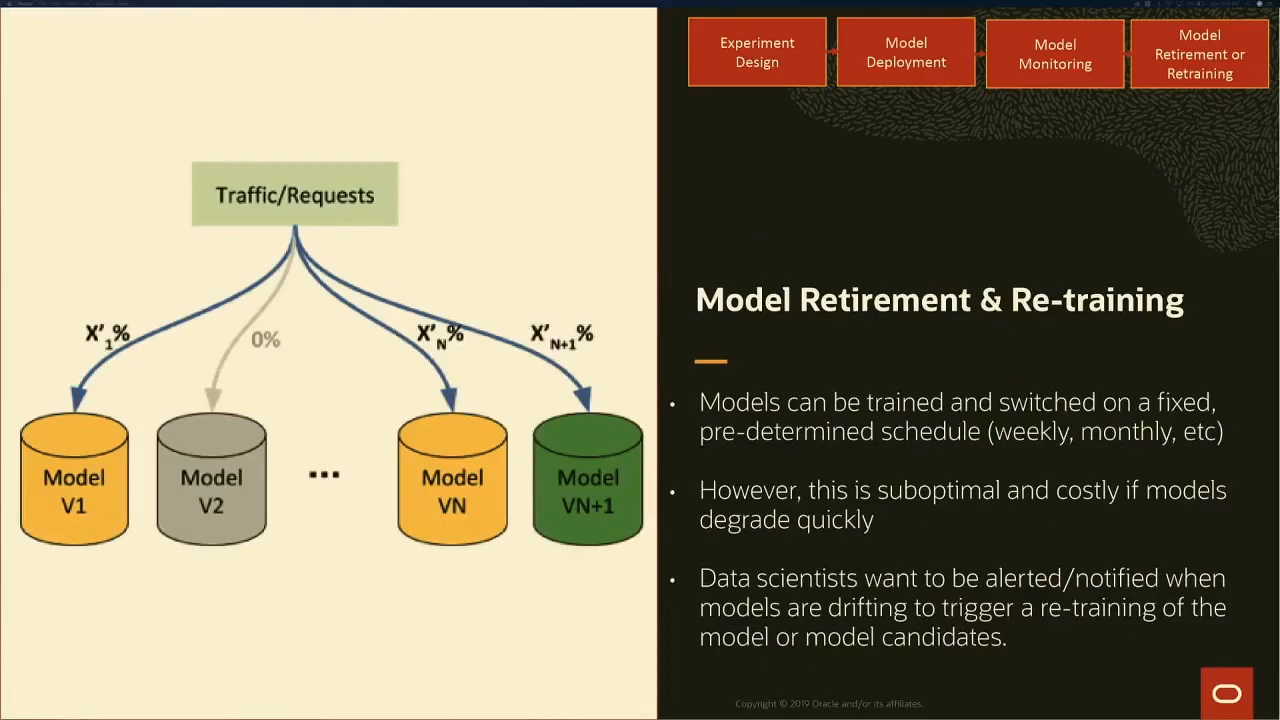 Experiment
Design
Model
Deployment
Model
Monitoring
Model
Retirement or
Retraining
Traffic/Requests
X'1%
0%
X'N%
X'N+1%
Model
V1
Model
V2
...
Model
VN
Model
VN+1
Model Retirement & Re-training
• Models can be trained and switched on a fixed,
pre-determined schedule (weekly, monthly, etc)
• However, this is suboptimal and costly if models
degrade quickly
• Data scientists want to be alerted/notified when
models are drifting to trigger a re-training of the
model or model candidates.
Copyright © 2019 Oracle and/or its affiliates.